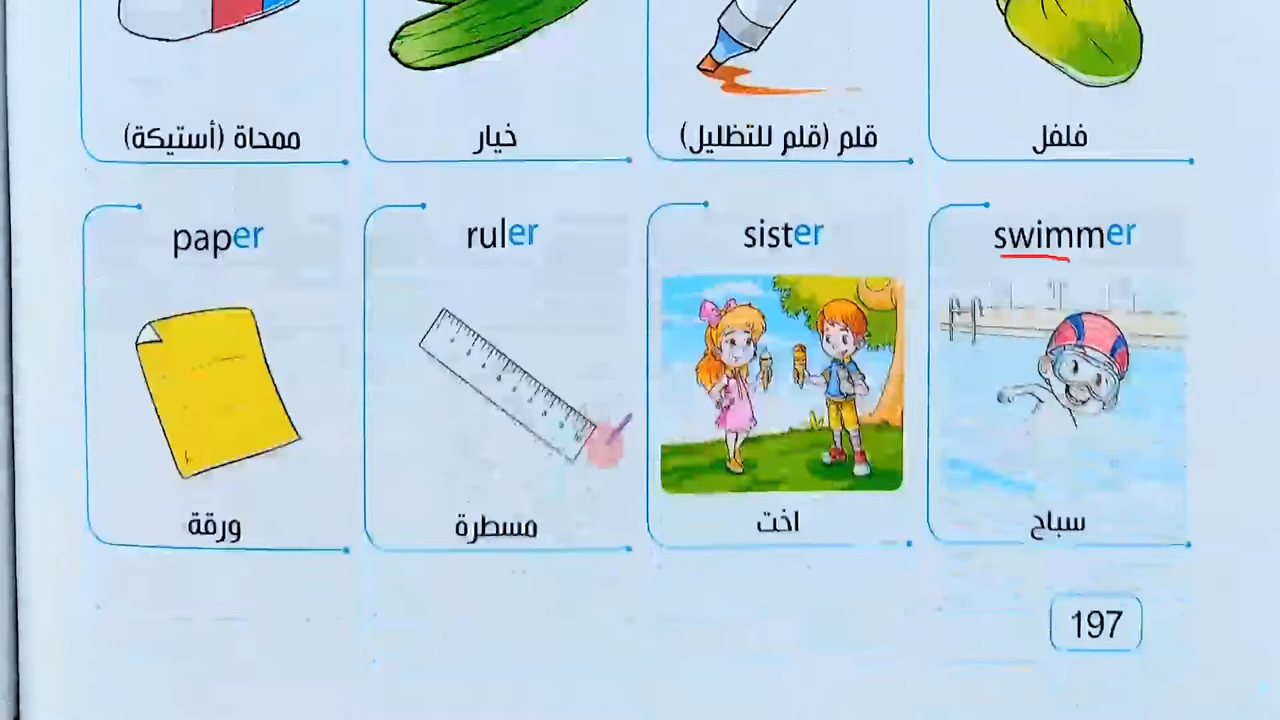 ممحاة (أستيكة)
خيار
قلم (قلم للتظليل)
فلفل
paper
ruler
sister
swimmer
ورقة
مسطرة
اخت
سباح
197